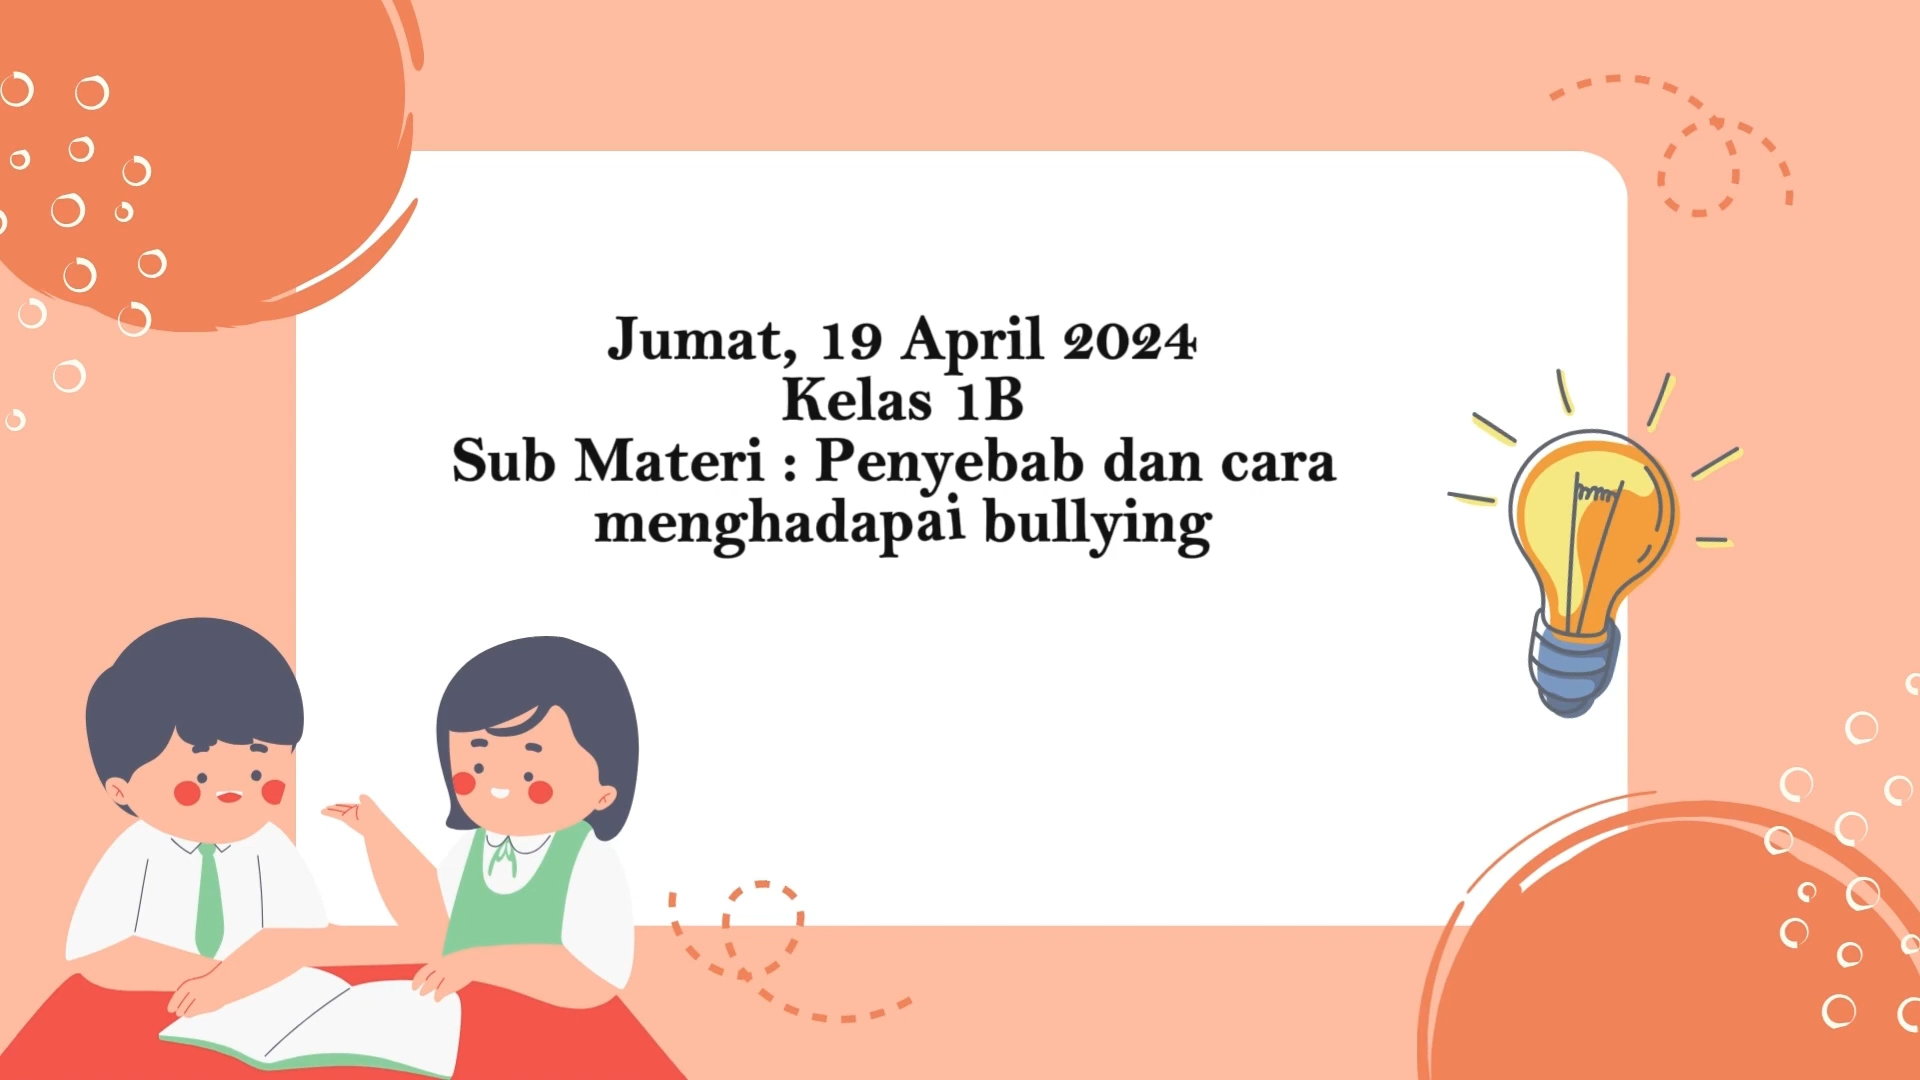 Jumat, 19 April 2024
Kelas 1B
Sub Materi : Penyebab dan cara
menghadapai bullying